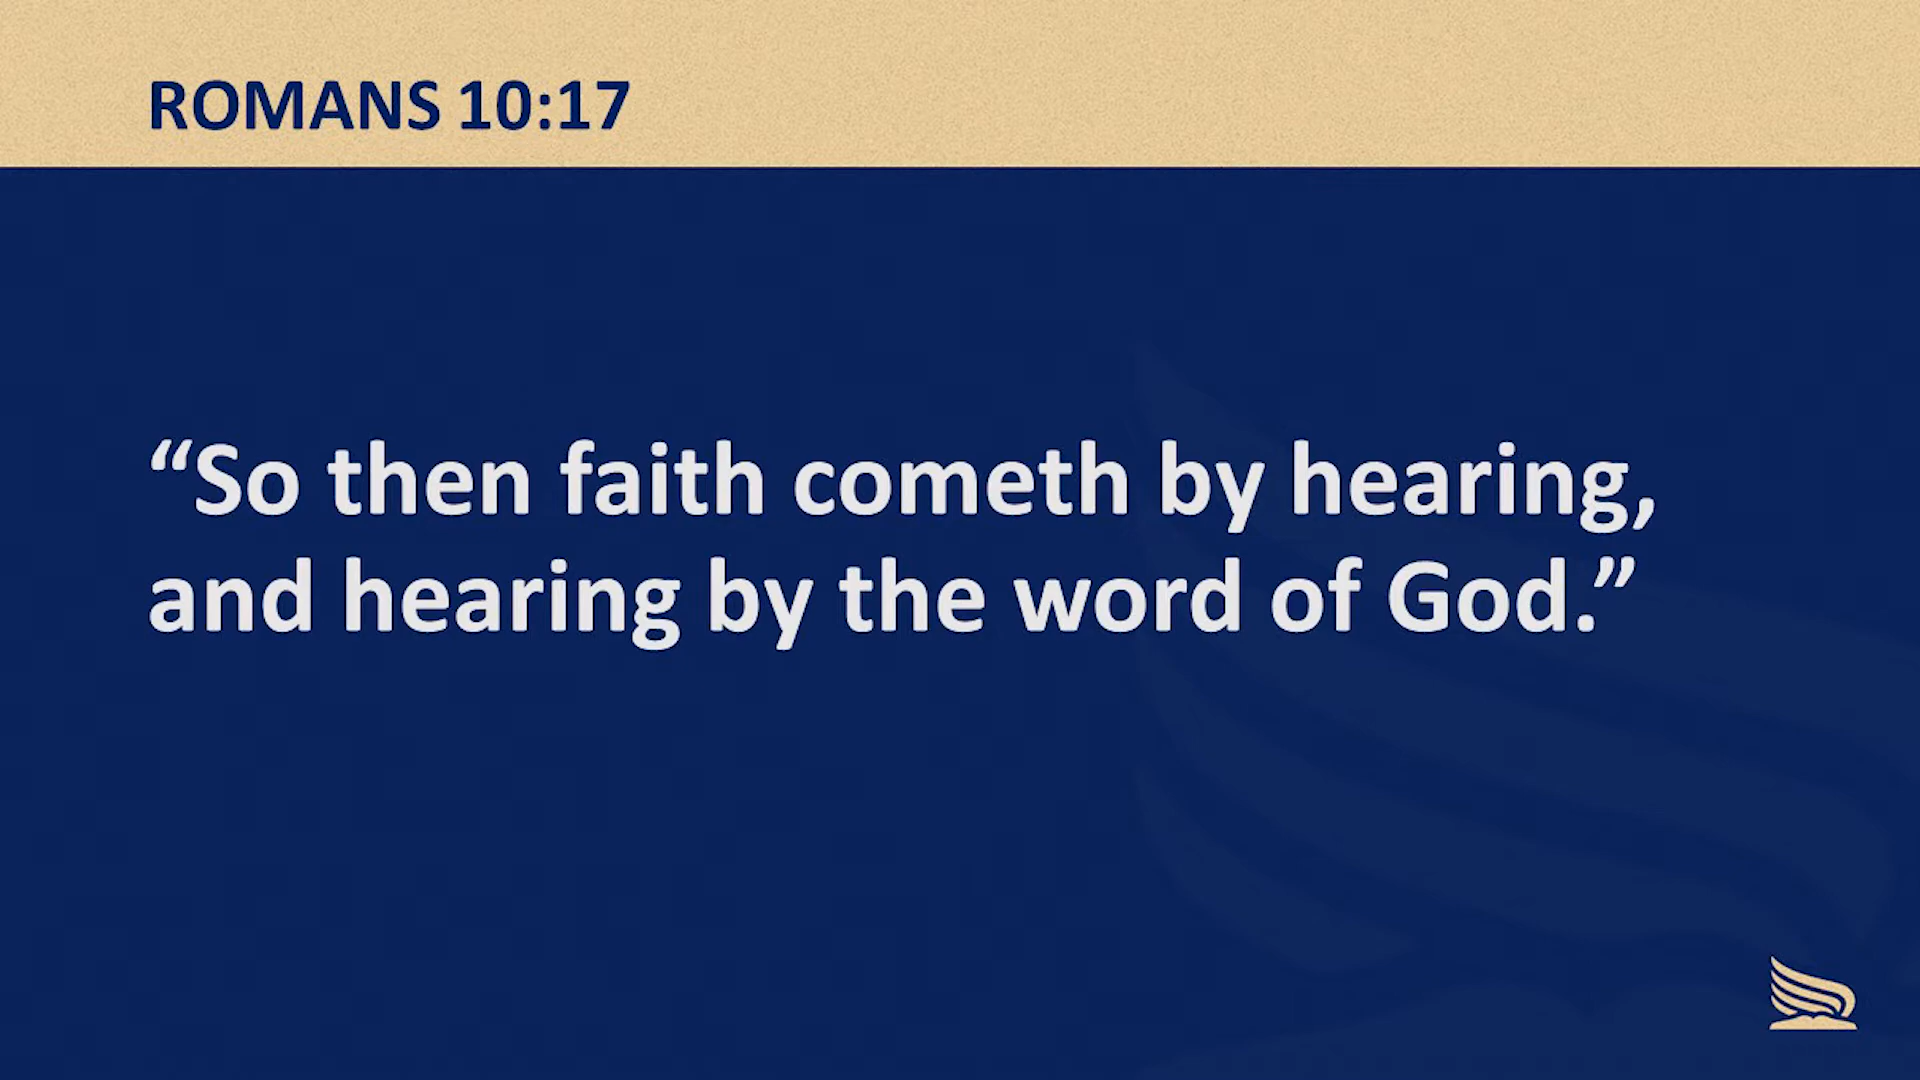 ROMANS 10:17
“So then faith cometh by hearing,
and hearing by the word of God.”